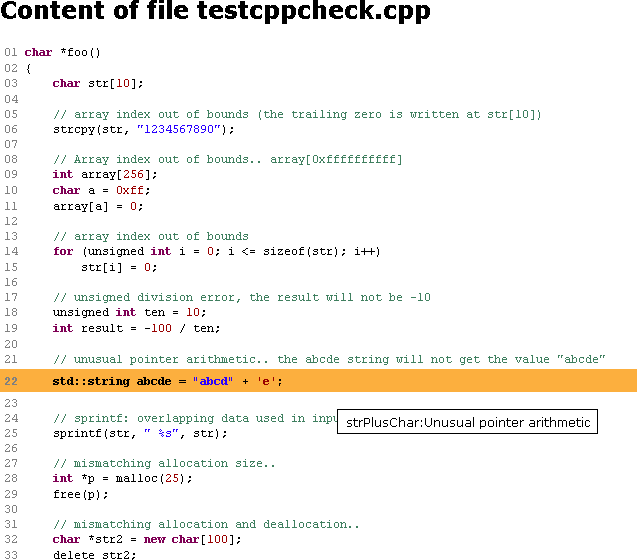 Content of file testcppcheck.cpp
01 char *foo()
02 {
03 char str[10];
04
05 // array index out of bounds (the trailing zero is written at str[10])
06 strcpy(str, "1234567890");
07
08 // Array index out of bounds.. array[0xffffffffff]
09 int array[256];
10 char a = 0xff;
11 array[a] = 0;
12
13 // array index out of bounds
14 for (unsigned int i = 0; i <= sizeof(str); i++)
15 str[i] = 0;
16
17 // unsigned division error, the result will not be -10
18 unsigned int ten = 10;
19 int result = -100 / ten;
20
21 // unusual pointer arithmetic.. the abcde string will not get the value "abcde"
22 std::string abcde = "abcd" + 'e';
23
24 // sprintf: overlapping data used in inpu
strPlusChar:Unusual pointer arithmetic
25 sprintf(str, " %s", str);
26
27 // mismatching allocation size..
28 int *p = malloc(25);
29 free(p);
30
31 // mismatching allocation and deallocation..
32 char *str2 = new char[100];
33 delete str2;